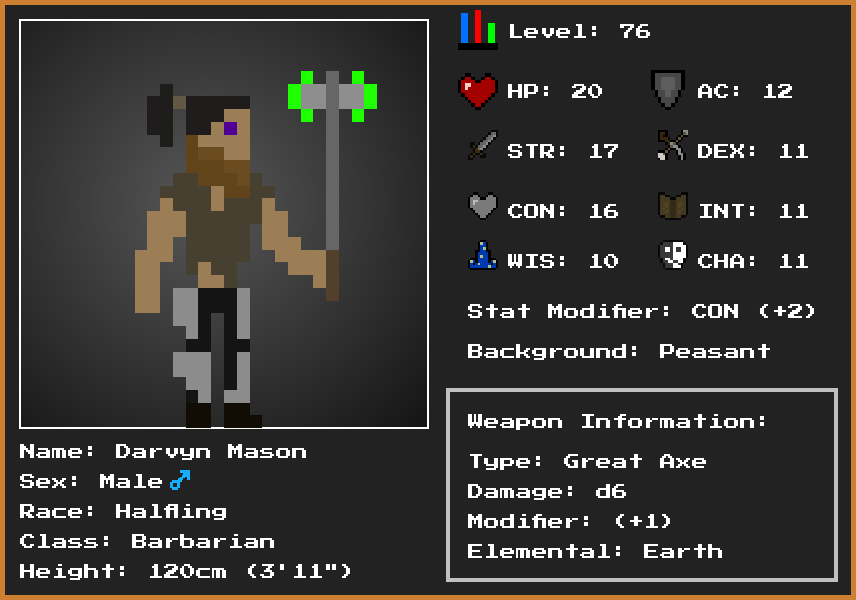 Level: 76
HP: 20
AC: 12
STR: 17
DEX: 11
CON: 16
INT: 11
WIS: 10
CHA: 11
Stat Modifier: CON (+2)
Background: Peasant
Weapon Information:
Type: Great Axe
Damage: d6
Modifier: (+1)
Elemental: Earth
Name: Darvyn Mason
Sex: Male ♂
Race: Halfling
Class: Barbarian
Height: 120cm (3'11")